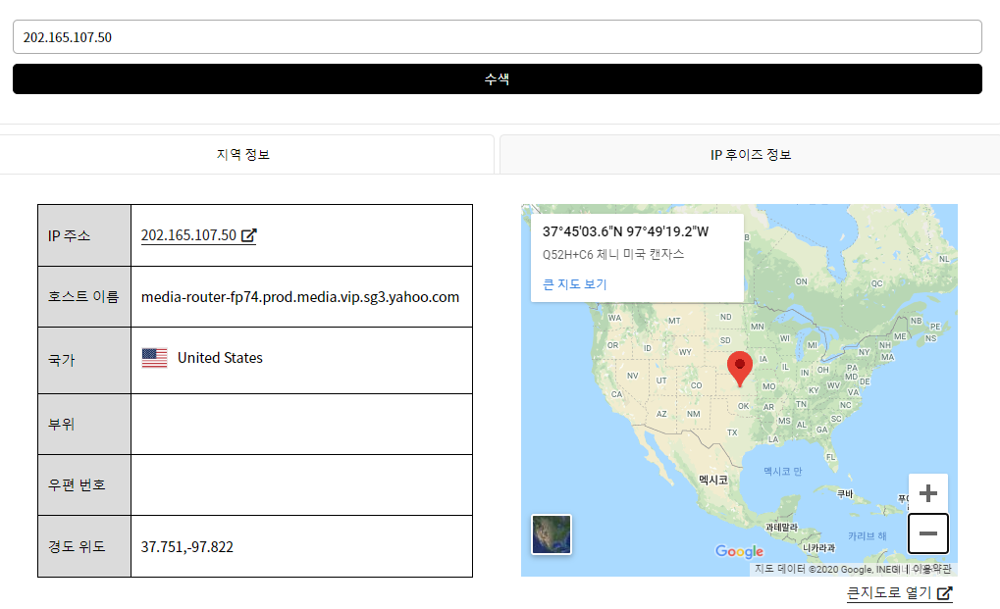 202.165.107.50
수색
지역 정보
IP 후이즈 정보
IP 주소
202.165.107.50
호스트 이름
media-router-fp74.prod.media.vip.sg3.yahoo.com
국가
United States
부위
우편 번호
경도 위도
37.751,-97.822
37°45'03.6"N 97°49'19.2"W
Q52H+C6 체니 미국 캔자스
큰 지도 보기
B
NL
ON
QC
WA
MT
ND
MN
NB
PE
NS
OR
ID
WY
SD
WI
MI
ME
NH
NY
MA
NV
UT
CO
IA
IL
IN
OH
PA
MD
DE
CA
AZ
NM
OK
MO
KY
WV
VA
AR
TN
NC
SC
TX
MS
AL
GA
LA
FL
멕시코
멕시코 만
쿠바
과테말라
카리브 해
니카라과
Google
지도 데이터 ©2020 Google, INEGI
이용약관
큰지도로 열기